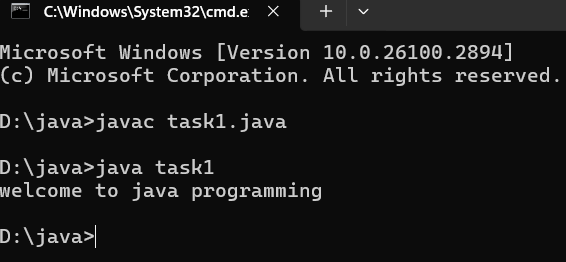 C:\Windows\System32\cmd.e:
Microsoft Windows [Version 10.0.26100.2894]
(c) Microsoft Corporation. All rights reserved.
D:\java>javac task1.java
D:\java>java task1
welcome to java programming
D:\java>